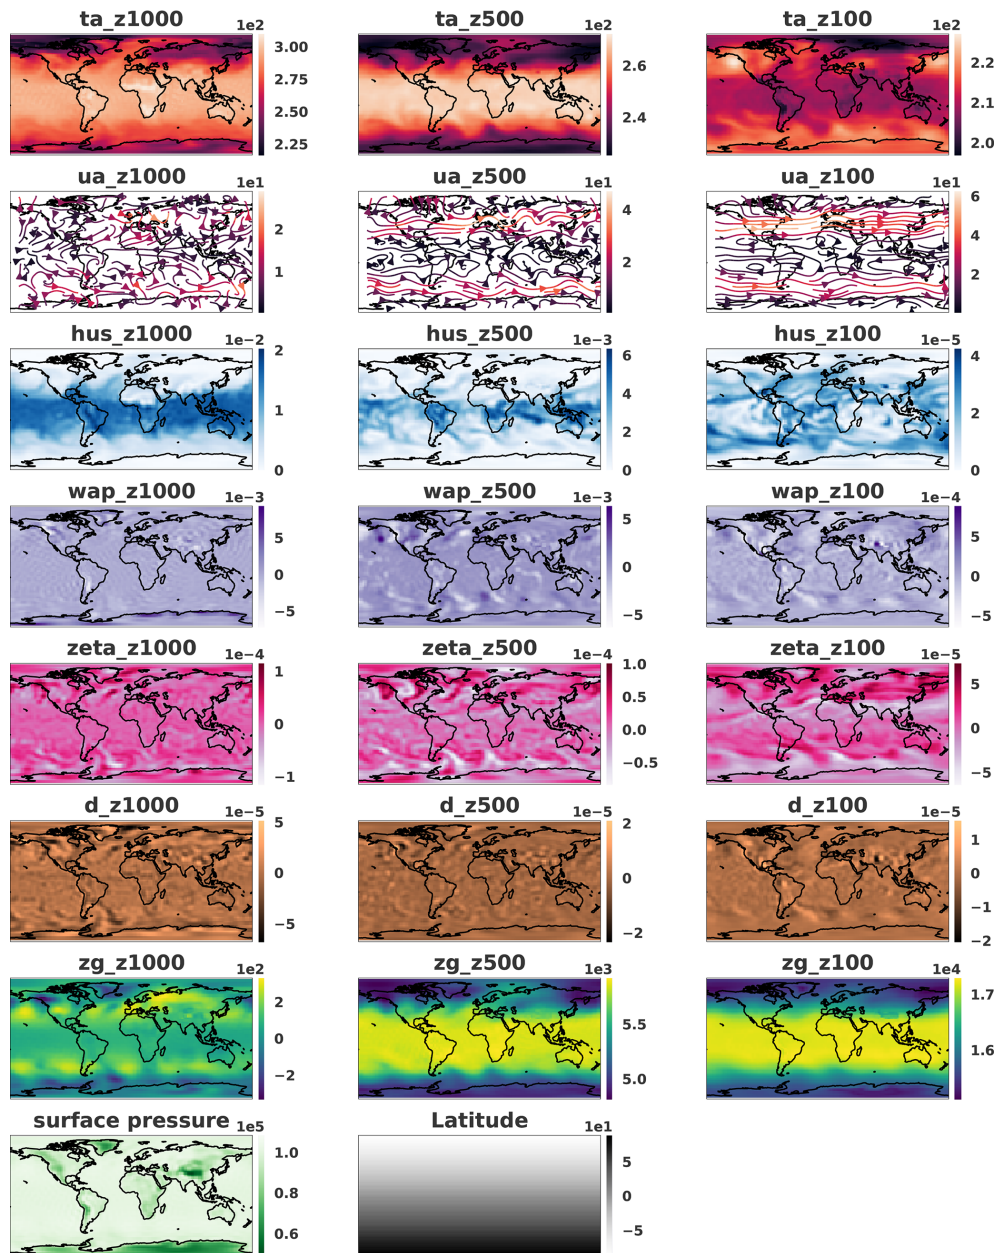 ta_z1000 ta_z500 ta_z100
1e2 1e2 1e2
3.00 2.75 2.50 2.25
2.6 2.4
2.2 2.1 2.0
ua_z1000 ua_z500 ua_z100
1e1 1e1 1e1
2 1
4 2
6 4 2
hus_z1000 hus_z500 hus_z100
1e−2 1e−3 1e−5
2 1 0
6 4 2 0
4 2 0
wap_z1000 wap_z500 wap_z100
1e−3 1e−3 1e−4
5 0 −5
5 0 −5
5 0 −5
zeta_z1000 zeta_z500 zeta_z100
1e−4 1e−4 1e−5
1 0 −1
1.0 0.5 0.0 −0.5
5 0 −5
d_z1000 d_z500 d_z100
1e−5 1e−5 1e−5
5 0 −5
2 0 −2
1 0 −1 −2
zg_z1000 zg_z500 zg_z100
1e2 1e3 1e4
2 0 −2
5.5 5.0
1.7 1.6
surface pressure Latitude
1e5 1e1
1.0 0.8 0.6
5 0 −5